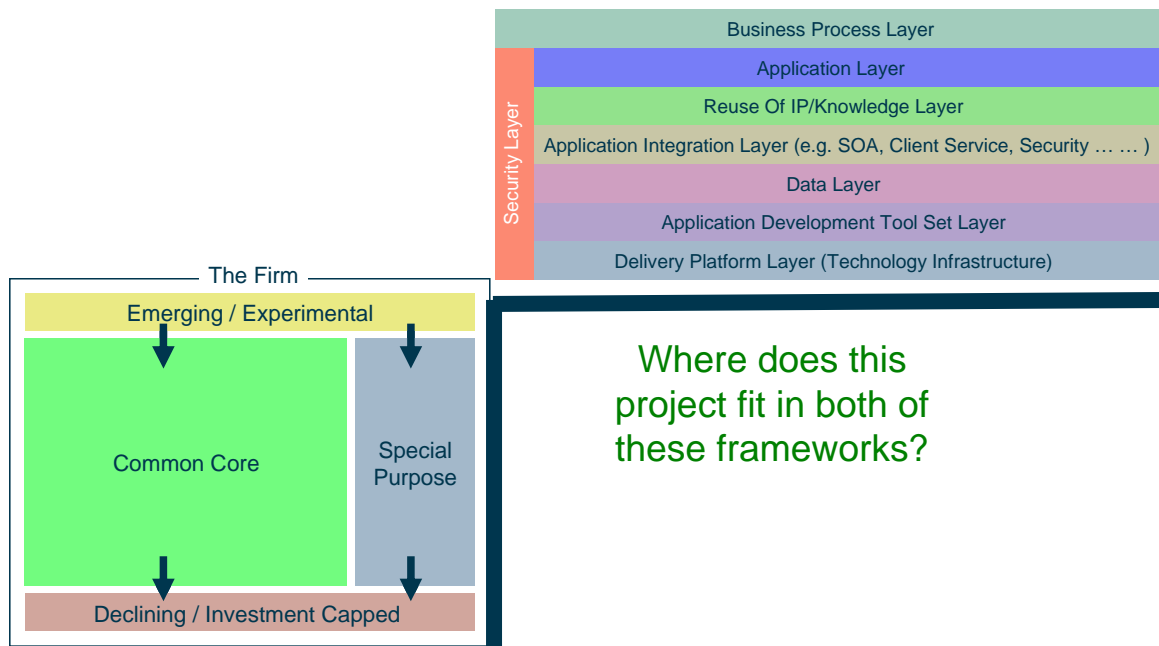 Business Process Layer
Security Layer
Application Layer
Reuse Of IP/Knowledge Layer
Application Integration Layer (e.g. SOA, Client Service, Security … … )
Data Layer
Application Development Tool Set Layer
Delivery Platform Layer (Technology Infrastructure)
The Firm
Emerging / Experimental
Common Core
Special
Purpose
Declining / Investment Capped
Where does this
project fit in both of
these frameworks?